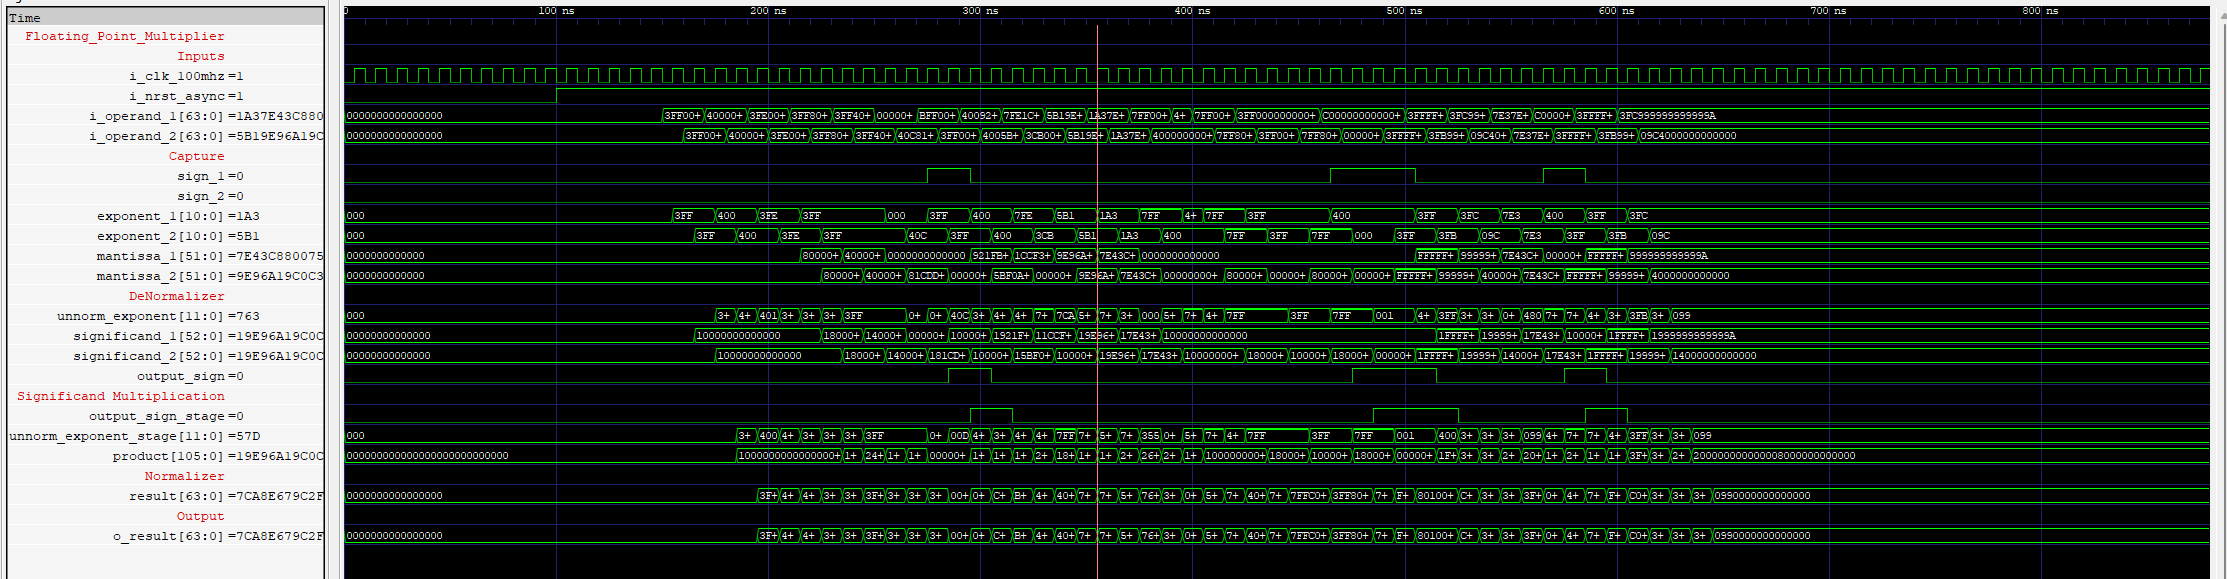 Time
0 100 ns 200 ns 300 ns 400 ns 500 ns 600 ns 700 ns 800 ns
Floating_Point_Multiplier
Inputs
i_clk_100mhz =1
i_nrst_async =1
i_operand_1[63:0] =1A37E43C880 0000000000000000 3FF00+ 40000+ 3FE00+ 3FF80+ 3FF40+ 00000+ BFF00+ 40092+ 7FE1C+ 5B19E+ 1A37E+ 7FF00+ 4+ 7FF00+ 3FF0000000000+ C00000000000+ 3FFFF+ 3FC99+ 7E37E+ C0000+ 3FFFF+ 3FC999999999999A
i_operand_2[63:0] =5B19E96A19C 0000000000000000 3FF00+ 40000+ 3FE00+ 3FF80+ 3FF40+ 40C81+ 3FF00+ 4005B+ 3CB00+ 5B19E+ 1A37E+ 400000000+ 7FF80+ 3FF00+ 7FF80+ 00000+ 3FFFF+ 3FB99+ 09C40+ 7E37E+ 3FFFF+ 3FB99+ 09C4000000000000
Capture
sign_1 =0
sign_2 =0
exponent_1[10:0] =1A3 000 3FF 400 3FE 3FF 000 3FF 400 7FE 5B1 1A3 7FF 4+ 7FF 3FF 400 3FF 3FC 7E3 400 3FF 3FC
exponent_2[10:0] =5B1 000 3FF 400 3FE 3FF 40C 3FF 400 3CB 5B1 1A3 400 7FF 3FF 7FF 000 3FF 3FB 09C 7E3 3FF 3FB 09C
mantissa_1[51:0] =7E43C880075 0000000000000 80000+ 40000+ 0000000000000 921FB+ 1CCF3+ 9E96A+ 7E43C+ 0000000000000 FFFFF+ 99999+ 7E43C+ 00000+ FFFFF+ 999999999999A
mantissa_2[51:0] =9E96A19C0C3 0000000000000 80000+ 40000+ 81CDD+ 00000+ 5BF0A+ 00000+ 9E96A+ 7E43C+ 00000000+ 80000+ 00000+ 80000+ 00000+ FFFFF+ 99999+ 40000+ 7E43C+ FFFFF+ 99999+ 4000000000000
DeNormalizer
unnorm_exponent[11:0] =763 000 3+ 4+ 401 3+ 3+ 3+ 3FF 0+ 0+ 40C 3+ 4+ 4+ 7+ 7CA 5+ 7+ 3+ 000 5+ 7+ 4+ 7FF 3FF 7FF 001 4+ 3FF 3+ 0+ 480 7+ 7+ 4+ 3+ 3FB 3+ 099
significand_1[52:0] =19E96A19C0C 00000000000000 10000000000000 18000+ 14000+ 00000+ 10000+ 1921F+ 11CCF+ 19E96+ 17E43+ 10000000000000 1FFFF+ 19999+ 17E43+ 10000+ 1FFFF+ 1999999999999A
significand_2[52:0] =19E96A19C0C 00000000000000 10000000000000 18000+ 14000+ 181CD+ 10000+ 15BF0+ 10000+ 19E96+ 17E43+ 10000000+ 18000+ 10000+ 18000+ 00000+ 1FFFF+ 19999+ 14000+ 17E43+ 1FFFF+ 19999+ 14000000000000
output_sign =0
Significand Multiplication
output_sign_stage =0
unnorm_exponent_stage[11:0] =57D 000 3+ 400 4+ 3+ 3+ 3+ 3FF 0+ 00D 4+ 3+ 4+ 4+ 7FF 7+ 5+ 7+ 355 0+ 5+ 7+ 4+ 7FF 3FF 7FF 001 400 3+ 3+ 3+ 099 4+ 7+ 7+ 4+ 3FF 3+ 3+ 099
product[105:0] =19E96A19C0C 000000000000000000000000000 1000000000000000+ 1+ 24+ 1+ 1+ 00000+ 1+ 1+ 1+ 2+ 18+ 1+ 1+ 2+ 26+ 2+ 1+ 100000000+ 18000+ 10000+ 18000+ 00000+ 1F+ 3+ 2+ 20+ 1+ 2+ 1+ 1+ 3F+ 3+ 2+
Normalizer
result[63:0] =7CA8E679C2F 0000000000000000 3F+ 4+ 4+ 3+ 3+ 3F+ 3+ 3+ 3+ 00+ 0+ C+ B+ 4+ 40+ 7+ 7+ 5+ 76+ 3+ 0+ 5+ 7+ 40+ 7+ 7FFC0+ 3FF80+ 7+ F+ 80100+ C+ 3+ 3+ 3F+ 0+ 4+ 7+ F+ C0+ 3+ 3+ 3+ 0990000000000000
Output
o_result[63:0] =7CA8E679C2F 0000000000000000 3F+ 4+ 4+ 3+ 3+ 3F+ 3+ 3+ 3+ 00+ 0+ C+ B+ 4+ 40+ 7+ 7+ 5+ 76+ 3+ 0+ 5+ 7+ 40+ 7+ 7FFC0+ 3FF80+ 7+ F+ 80100+ C+ 3+ 3+ 3F+ 0+ 4+ 7+ F+ C0+ 3+ 3+ 3+ 0990000000000000